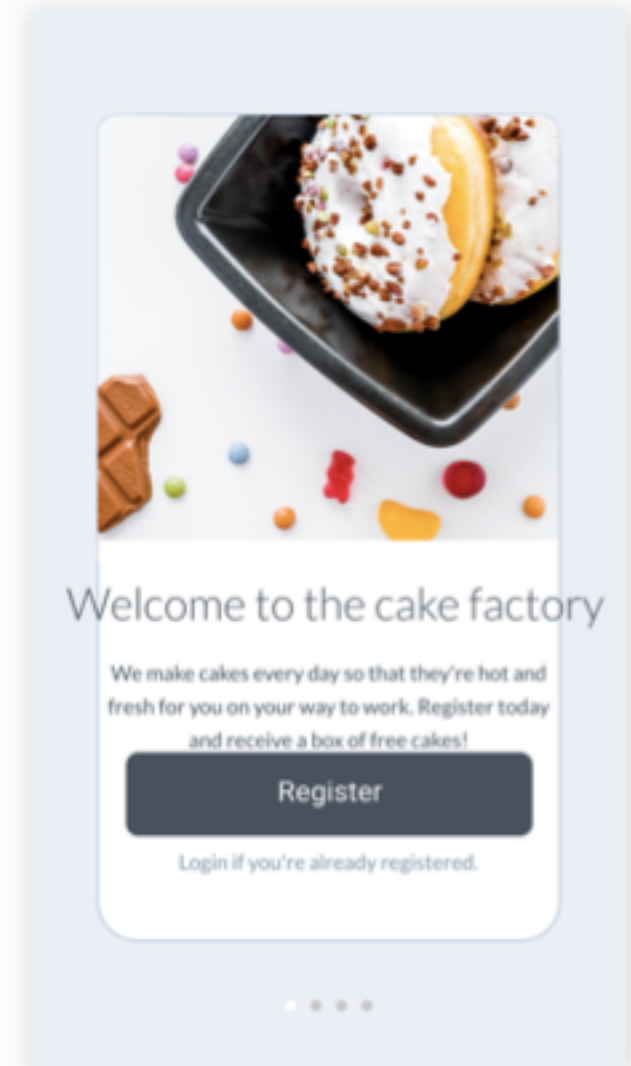 Welcome to the cake factory
We make cakes every day so that they're hot and
fresh for you on your way to work. Register today
and receive a box of free cakes!
Register
Login if you're already registered.